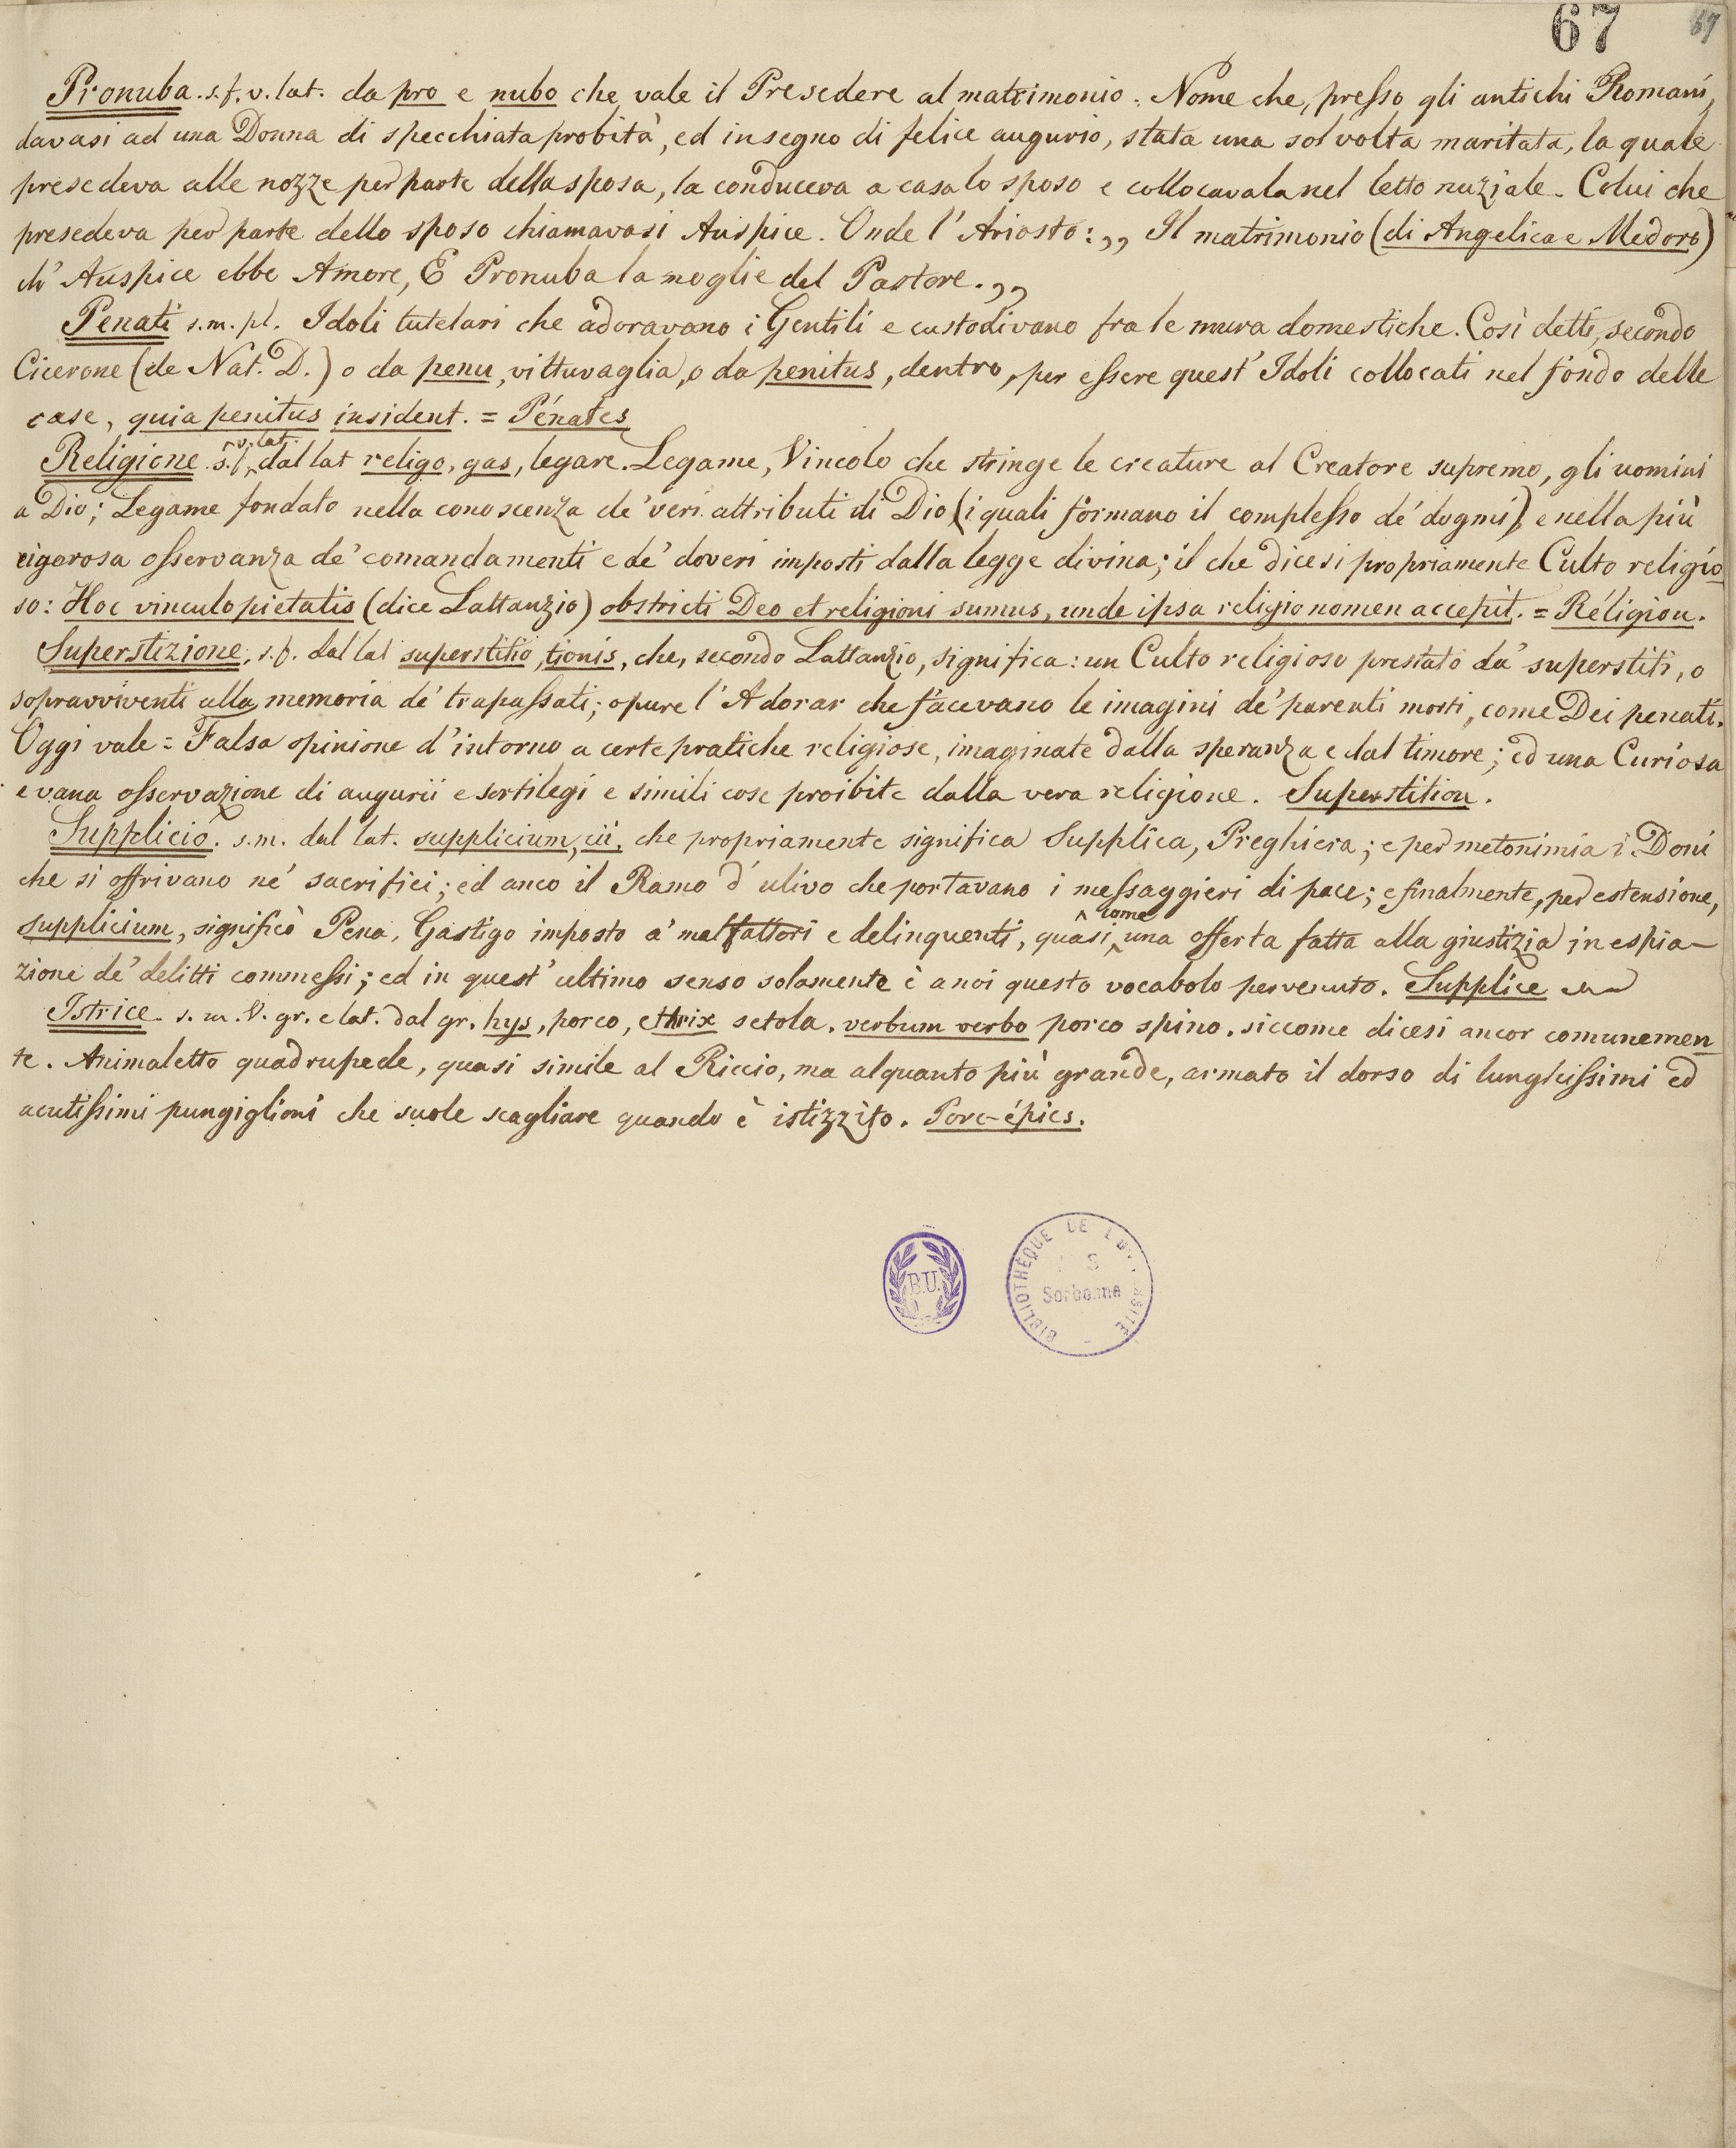 67 67
Pronuba. s.f. v. lat. da pro e nubo che vale il Presedere al matrimonio. Nome che, presso gli antichi Romani,
davasi ad una Donna di specchiata probità, ed in segno di felice augurio, stata una sol volta maritata, la quale
presedeva alle nozze per parte della sposa, la conduceva a casa lo sposo e collocavala nel letto nuziale. Colui che
presedeva per parte dello sposo chiamavasi Auspice. Onde l'Ariosto: ,, Il matrimonio (di Angelica e Medoro)
ch' Auspice ebbe Amore, E Pronuba la moglie del Pastore. ,,
Penati s.m. pl. Idoli tutelari che adoravano i Gentili e custodivano fra le mura domestiche. Così detti, secondo
Cicerone (de Nat. D.) o da penu, vittuvaglia, o da penitus, dentro, per essere quest' Idoli collocati nel fondo delle
case, quia penitus insident. = Pénates
Religione s.f. v. lat. dal lat religo, gas, legare. Legame, Vincolo che stringe le creature al Creatore supremo, gli uomini
a Dio; Legame fondato nella conoscenza de' veri attributi di Dio (i quali formano il complesso de' dogmi), e nella più
rigorosa osservanza de' comandamenti e de' doveri imposti dalla legge divina; il che dicesi propriamente Culto religio-
so: Hoc vinculo pietatis (dice Lattanzio) obstricti Deo et religioni sumus, unde ipsa religio nomen accepit. = Réligion.
Superstizione, s.f. dal lat superstitio, tionis, che, secondo Lattanzio, significa: un Culto religioso prestato da' superstiti, o
sopravviventi alla memoria de' trapassati; opure l'Adorar che facevano le imagini de' parenti morti, come Dei penati.
Oggi vale = Falsa opinione d'intorno a certe pratiche religiose, imaginate dalla speranza e dal timore; ed una Curiosa
e vana osservazione di augurii e sortilegi e simili cose proibite dalla vera religione. Superstition.
Supplicio. s.m. dal lat. supplicium, cii, che propriamente significa Supplica, Preghiera; e per metonimia i Doni
che si offrivano ne' sacrifici; ed anco il Ramo d'ulivo che portavano i messaggieri di pace; e finalmente, per estensione,
supplicium, significò Pena, Gastigo imposto a' malfattori e delinquenti, quasi come una offerta fatta alla giustizia in espia-
zione de' delitti commessi; ed in quest' ultimo senso solamente è a noi questo vocabolo pervenuto. Supplice
Istrice. s. m. V. gr. e lat. dal gr. hys, porco, e thrix setola. verbum verbo porco spino. siccome dicesi ancor comunemen-
te. Animaletto quadrupede, quasi simile al Riccio, ma alquanto più grande, armato il dorso di lunghissimi ed
acutissimi pungiglioni che suole scagliare quando è istizzito. Porc-épics.
B.U.
BIBLIOTHÈQUE DE L'U
Sorbonne